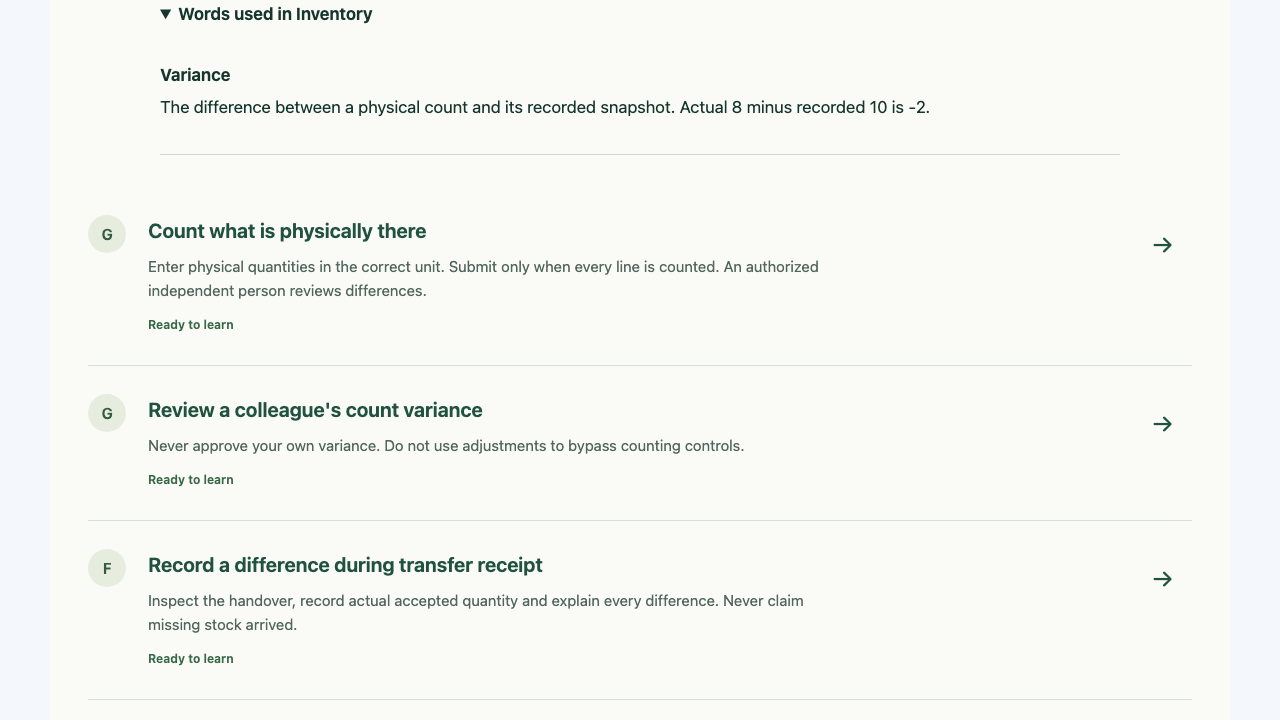 ▼ Words used in Inventory
Variance
The difference between a physical count and its recorded snapshot. Actual 8 minus recorded 10 is -2.
G
Count what is physically there
Enter physical quantities in the correct unit. Submit only when every line is counted. An authorized
independent person reviews differences.
Ready to learn
G
Review a colleague's count variance
Never approve your own variance. Do not use adjustments to bypass counting controls.
Ready to learn
F
Record a difference during transfer receipt
Inspect the handover, record actual accepted quantity and explain every difference. Never claim
missing stock arrived.
Ready to learn